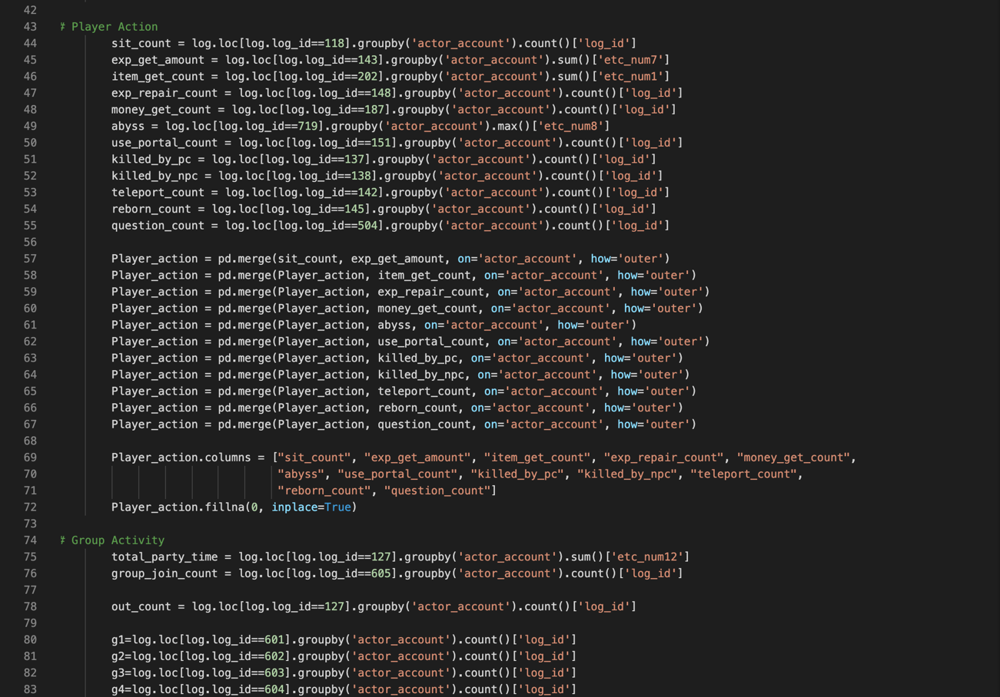 42
43 # Player Action
44 sit_count = log.loc[log.log_id==118].groupby('actor_account').count()['log_id']
45 exp_get_amount = log.loc[log.log_id==143].groupby('actor_account').sum()['etc_num7']
46 item_get_count = log.loc[log.log_id==202].groupby('actor_account').sum()['etc_num1']
47 exp_repair_count = log.loc[log.log_id==148].groupby('actor_account').count()['log_id']
48 money_get_count = log.loc[log.log_id==187].groupby('actor_account').count()['log_id']
49 abyss = log.loc[log.log_id==719].groupby('actor_account').max()['etc_num8']
50 use_portal_count = log.loc[log.log_id==151].groupby('actor_account').count()['log_id']
51 killed_by_pc = log.loc[log.log_id==137].groupby('actor_account').count()['log_id']
52 killed_by_npc = log.loc[log.log_id==138].groupby('actor_account').count()['log_id']
53 teleport_count = log.loc[log.log_id==142].groupby('actor_account').count()['log_id']
54 reborn_count = log.loc[log.log_id==145].groupby('actor_account').count()['log_id']
55 question_count = log.loc[log.log_id==504].groupby('actor_account').count()['log_id']
56
57 Player_action = pd.merge(sit_count, exp_get_amount, on='actor_account', how='outer')
58 Player_action = pd.merge(Player_action, item_get_count, on='actor_account', how='outer')
59 Player_action = pd.merge(Player_action, exp_repair_count, on='actor_account', how='outer')
60 Player_action = pd.merge(Player_action, money_get_count, on='actor_account', how='outer')
61 Player_action = pd.merge(Player_action, abyss, on='actor_account', how='outer')
62 Player_action = pd.merge(Player_action, use_portal_count, on='actor_account', how='outer')
63 Player_action = pd.merge(Player_action, killed_by_pc, on='actor_account', how='outer')
64 Player_action = pd.merge(Player_action, killed_by_npc, on='actor_account', how='outer')
65 Player_action = pd.merge(Player_action, teleport_count, on='actor_account', how='outer')
66 Player_action = pd.merge(Player_action, reborn_count, on='actor_account', how='outer')
67 Player_action = pd.merge(Player_action, question_count, on='actor_account', how='outer')
68
69 Player_action.columns = ["sit_count", "exp_get_amount", "item_get_count", "exp_repair_count", "money_get_count",
70 "abyss", "use_portal_count", "killed_by_pc", "killed_by_npc", "teleport_count",
71 "reborn_count", "question_count"]
72 Player_action.fillna(0, inplace=True)
73
74 # Group Activity
75 total_party_time = log.loc[log.log_id==127].groupby('actor_account').sum()['etc_num12']
76 group_join_count = log.loc[log.log_id==605].groupby('actor_account').count()['log_id']
77
78 out_count = log.loc[log.log_id==127].groupby('actor_account').count()['log_id']
79
80 g1=log.loc[log.log_id==601].groupby('actor_account').count()['log_id']
81 g2=log.loc[log.log_id==602].groupby('actor_account').count()['log_id']
82 g3=log.loc[log.log_id==603].groupby('actor_account').count()['log_id']
83 g4=log.loc[log.log_id==604].groupby('actor_account').count()['log_id']